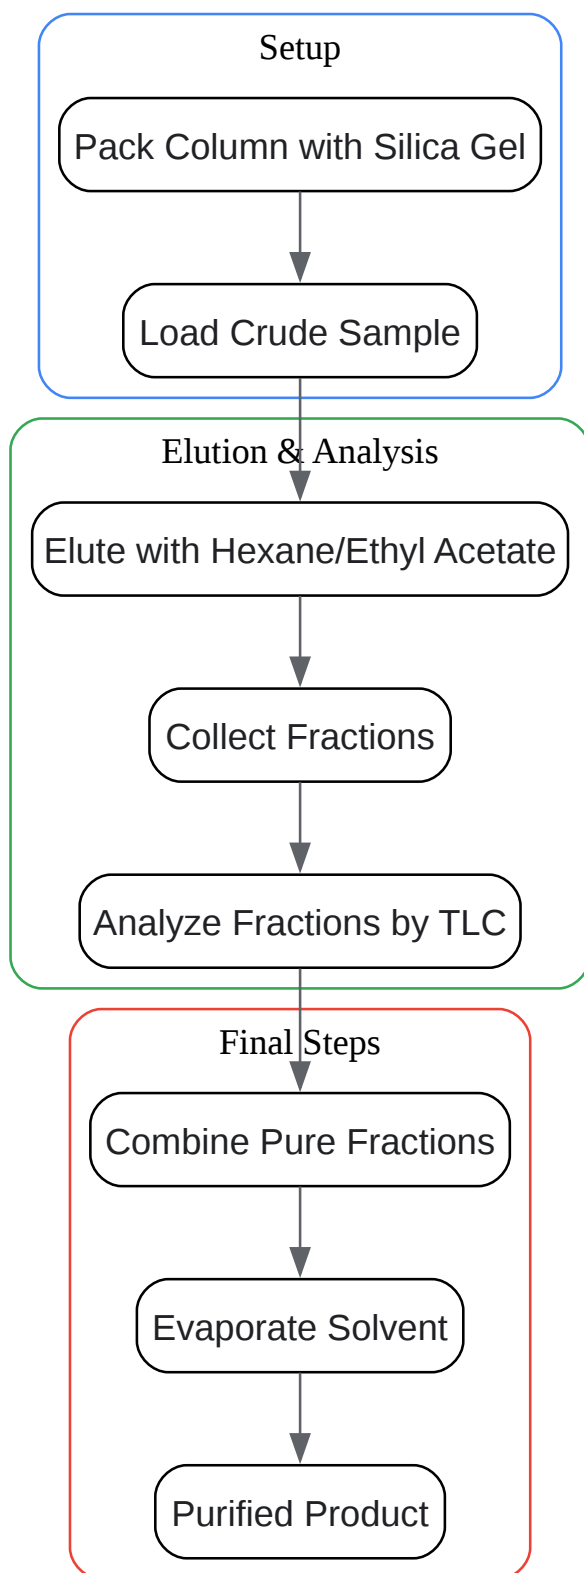 Setup
Pack Column with Silica Gel
Load Crude Sample
Elution & Analysis
Elute with Hexane/Ethyl Acetate
Collect Fractions
Analyze Fractions by TLC
Final Steps
Combine Pure Fractions
Evaporate Solvent
Purified Product